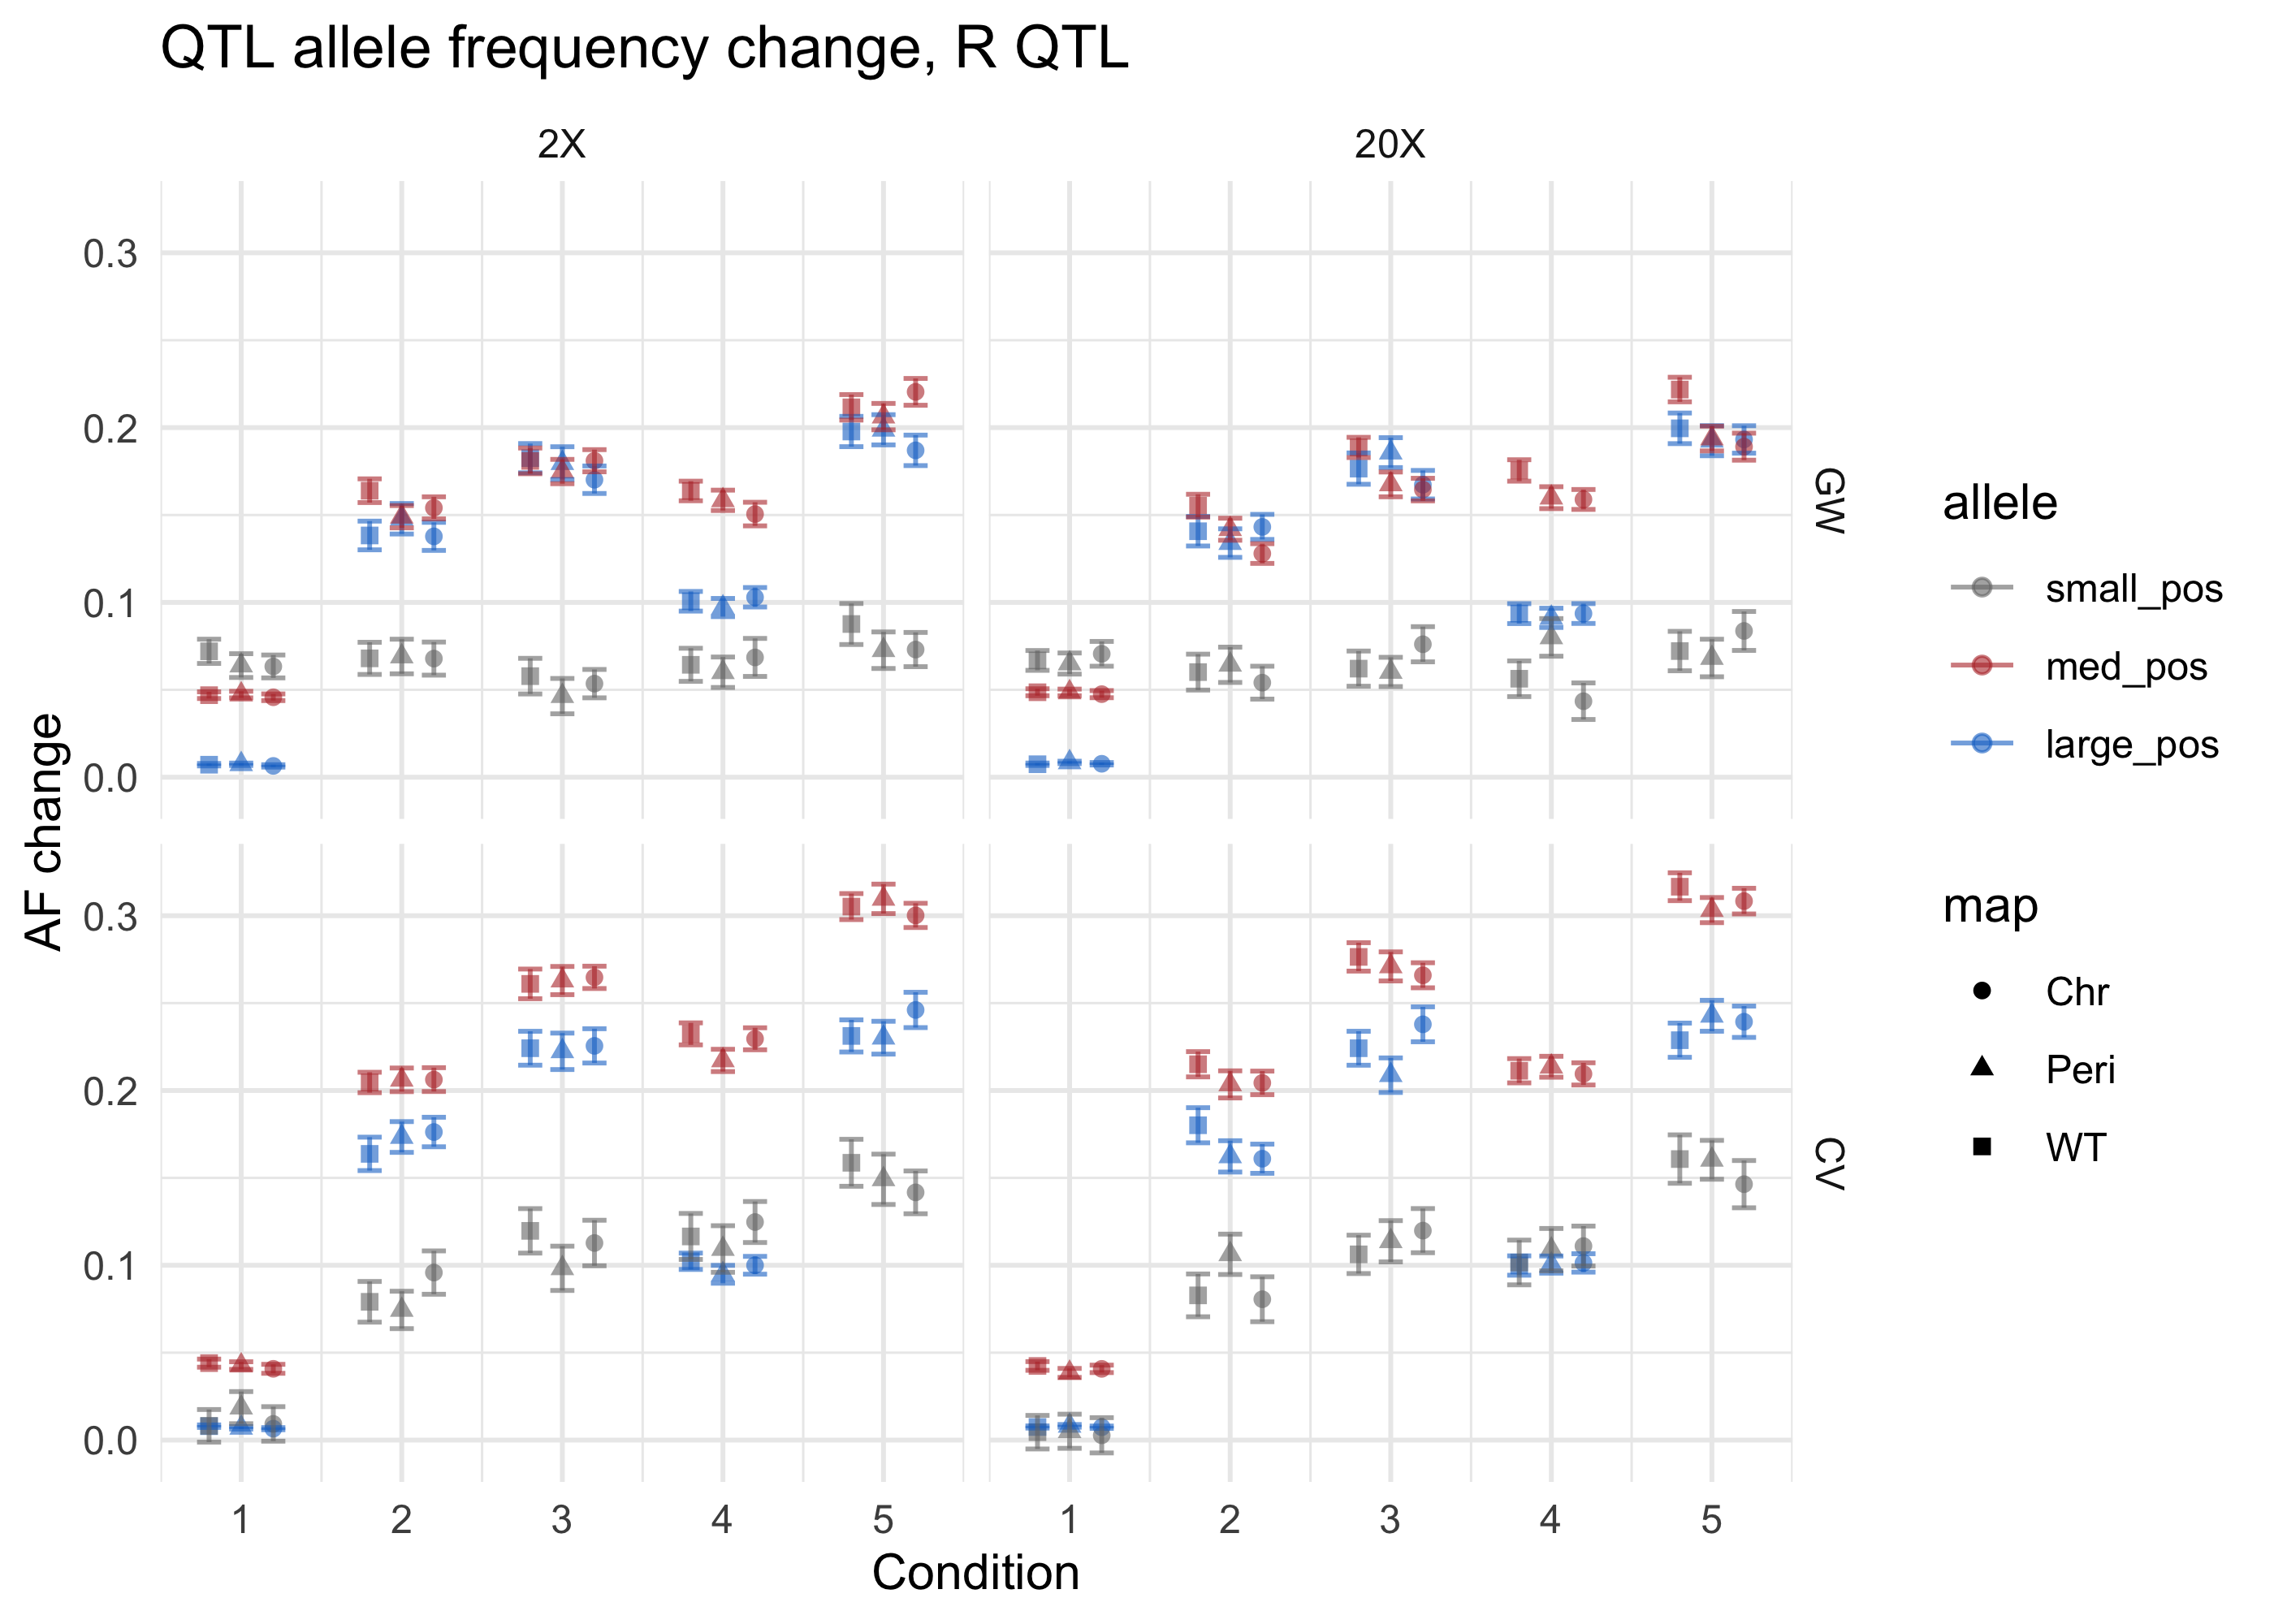 QTL allele frequency change, R QTL
2X
20X
0.3
0.2
0.1
0.0
GW
0.3
0.2
0.1
0.0
CV
AF change
1 2 3 4 5
1 2 3 4 5
Condition
allele
small_pos
med_pos
large_pos
map
Chr
Peri
WT